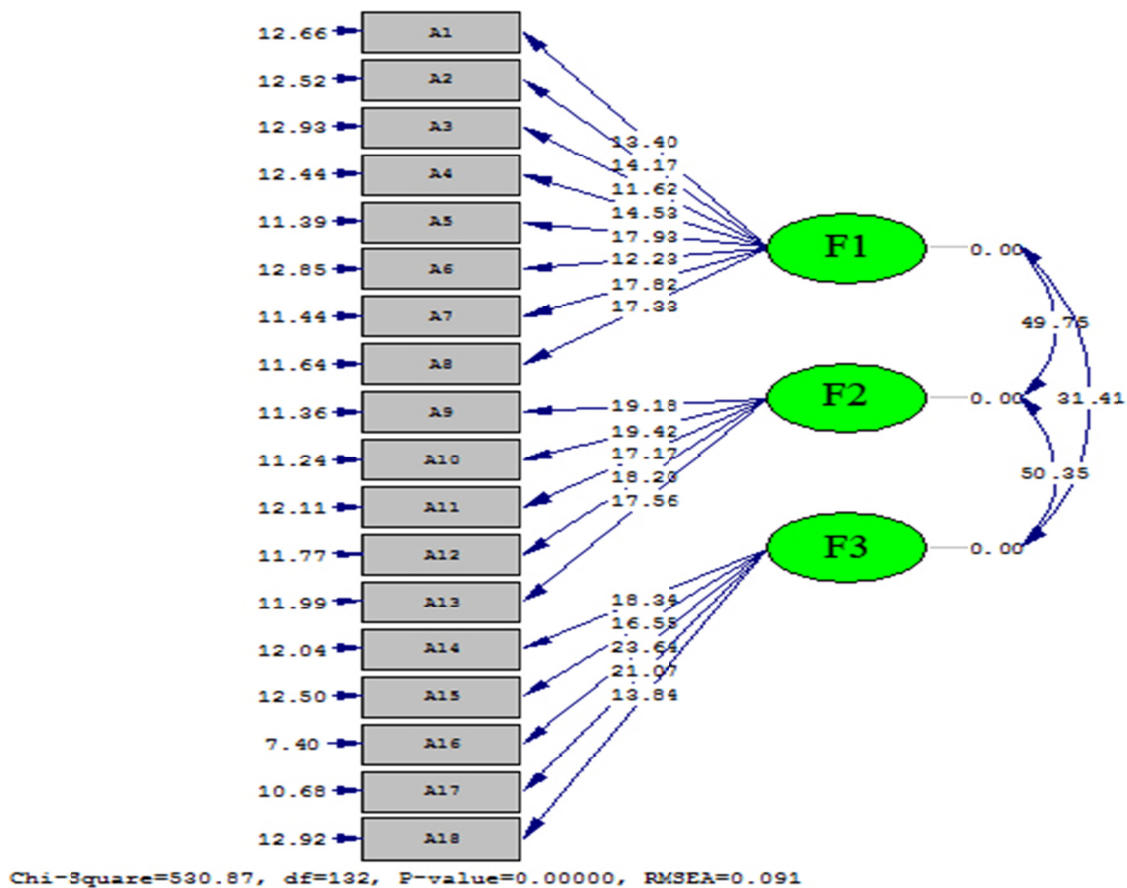 12.66 A1
12.52 A2
12.93 A3
12.44 A4
11.39 A5
12.85 A6
11.44 A7
11.64 A8
11.36 A9
11.24 A10
12.11 A11
11.77 A12
11.99 A13
12.04 A14
12.50 A15
7.40 A16
10.68 A17
12.92 A18
13.40
14.17
11.62
14.53
17.93
12.23
17.82
17.33
19.18
19.42
17.17
18.20
17.56
18.34
16.55
23.64
21.07
13.84
F1 0.00
F2 0.00
F3 0.00
49.75
31.41
50.35
Chi-Square=530.87, df=132, P-value=0.00000, RMSEA=0.091